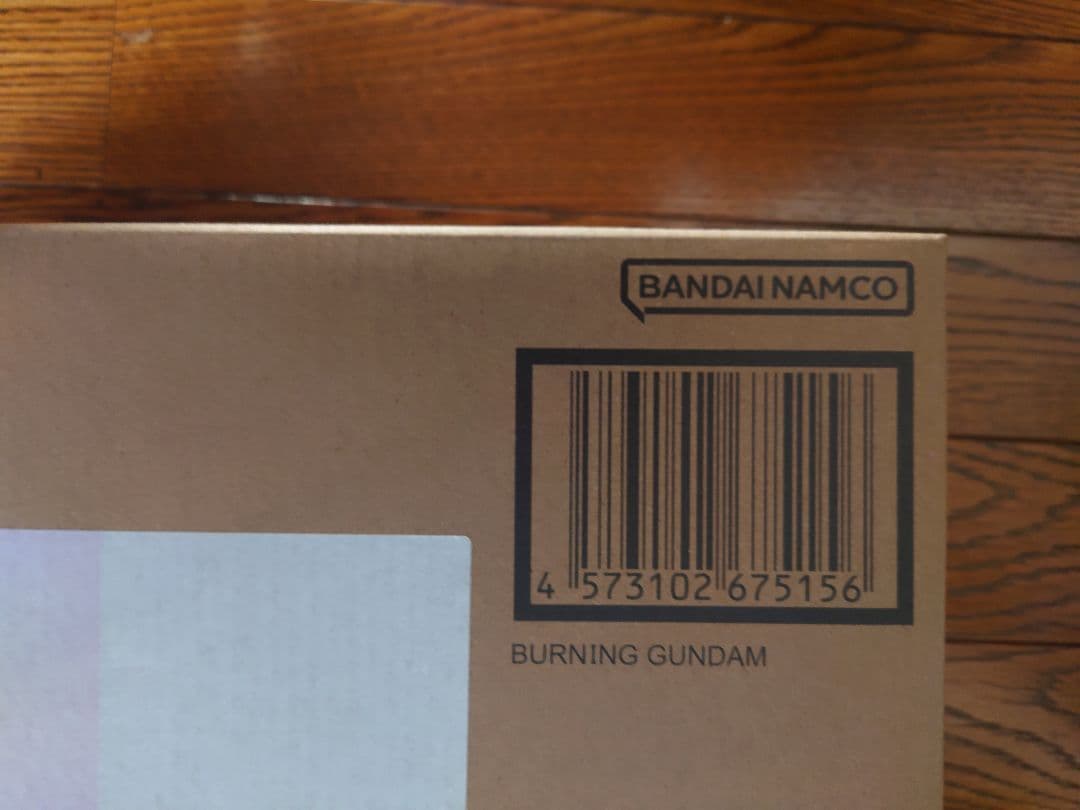 BANDAI NAMCO
4 573102 675156
BURNING GUNDAM